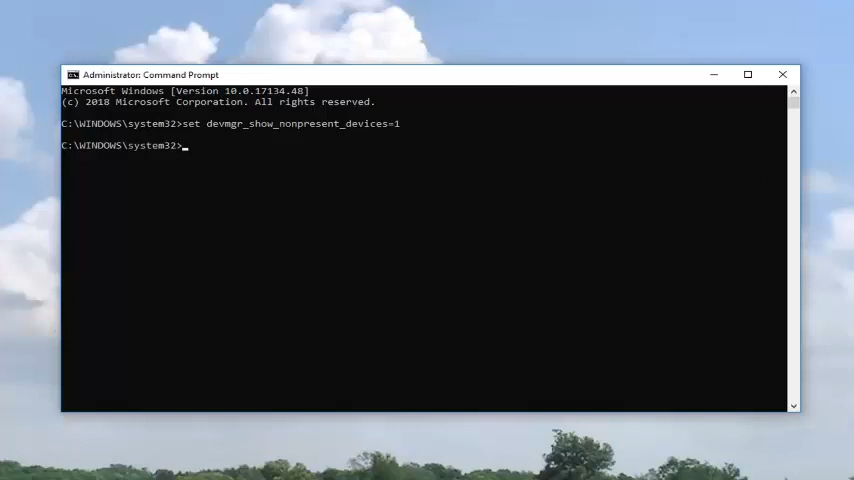 Administrator: Command Prompt
Microsoft Windows [Version 10.0.17134.48]
(c) 2018 Microsoft Corporation. All rights reserved.
C:\WINDOWS\system32>set devmgr_show_nonpresent_devices=1
C:\WINDOWS\system32>